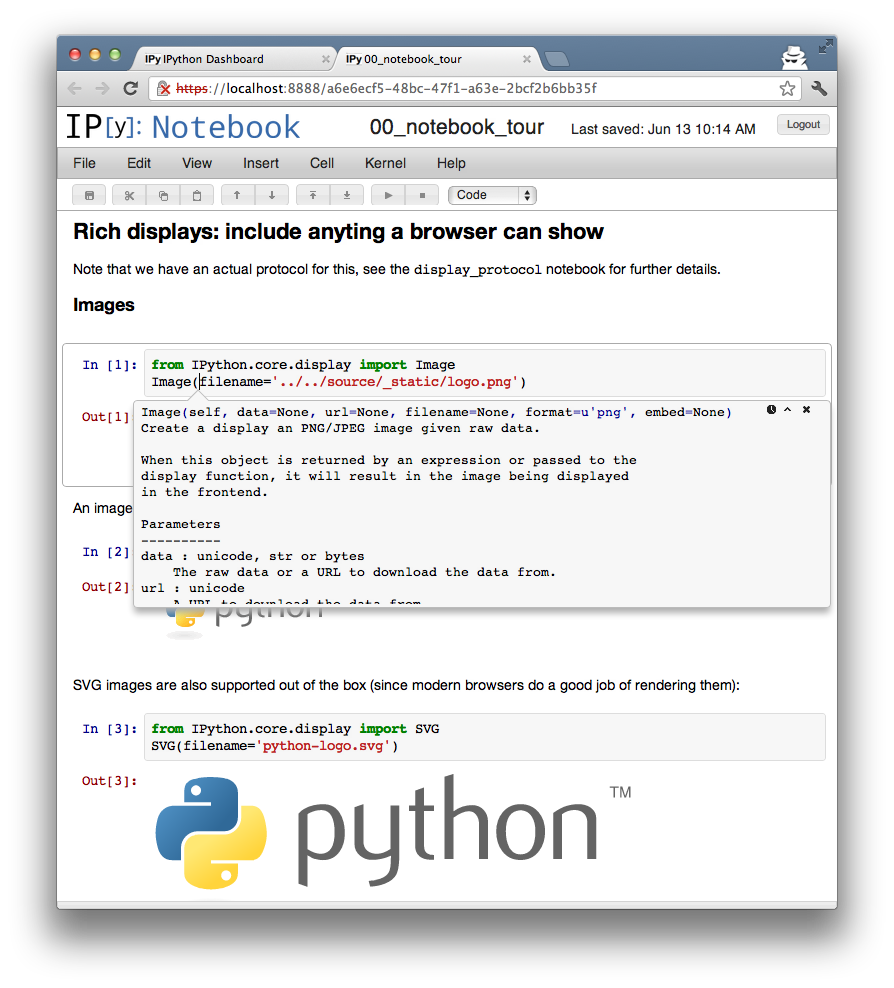 IPy IPython Dashboard
IPy 00_notebook_tour
https://localhost:8888/a6e6ecf5-48bc-47f1-a63e-2bcf2b6bb35f
IP[y]: Notebook
00_notebook_tour
Last saved: Jun 13 10:14 AM
Logout
File Edit View Insert Cell Kernel Help
Code
Rich displays: include anyting a browser can show
Note that we have an actual protocol for this, see the display_protocol notebook for further details.
Images
In [1]: from IPython.core.display import Image
Image(filename='../../source/_static/logo.png')
Out[1]:
Image(self, data=None, url=None, filename=None, format=u'png', embed=None)
Create a display an PNG/JPEG image given raw data.
When this object is returned by an expression or passed to the
display function, it will result in the image being displayed
in the frontend.
Parameters
----------
data : unicode, str or bytes
The raw data or a URL to download the data from.
url : unicode
A URL to download the data from
An image
In [2]
Out[2]
python
SVG images are also supported out of the box (since modern browsers do a good job of rendering them):
In [3]: from IPython.core.display import SVG
SVG(filename='python-logo.svg')
Out[3]:
python TM